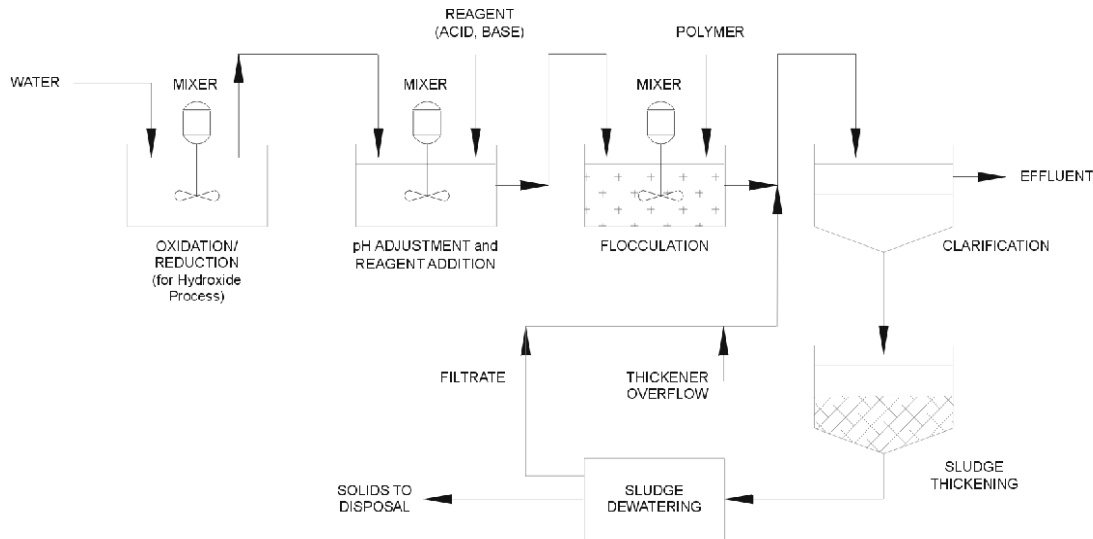 REAGENT
(ACID, BASE)
POLYMER
WATER
MIXER
MIXER
MIXER
EFFLUENT
OXIDATION/
REDUCTION
(for Hydroxide
Process)
pH ADJUSTMENT and
REAGENT ADDITION
FLOCCULATION
CLARIFICATION
FILTRATE
THICKENER
OVERFLOW
SLUDGE
THICKENING
SOLIDS TO
DISPOSAL
SLUDGE
DEWATERING